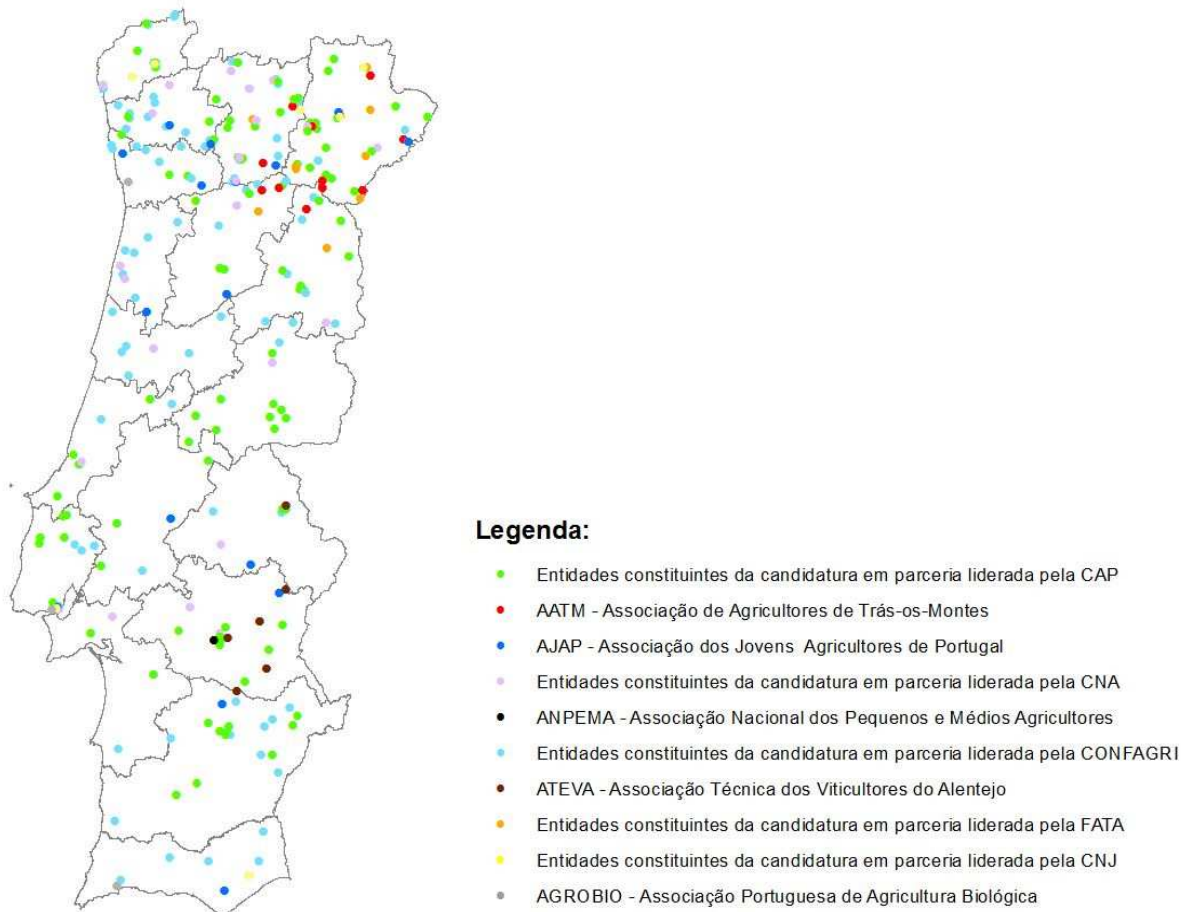 Legenda:
Entidades constituintes da candidatura em parceria liderada pela CAP
AATM - Associação de Agricultores de Trás-os-Montes
AJAP - Associação dos Jovens Agricultores de Portugal
Entidades constituintes da candidatura em parceria liderada pela CNA
ANPEMA - Associação Nacional dos Pequenos e Médios Agricultores
Entidades constituintes da candidatura em parceria liderada pela CONFAGRI
ATEVA - Associação Técnica dos Viticultores do Alentejo
Entidades constituintes da candidatura em parceria liderada pela FATA
Entidades constituintes da candidatura em parceria liderada pela CNJ
AGROBIO - Associação Portuguesa de Agricultura Biológica